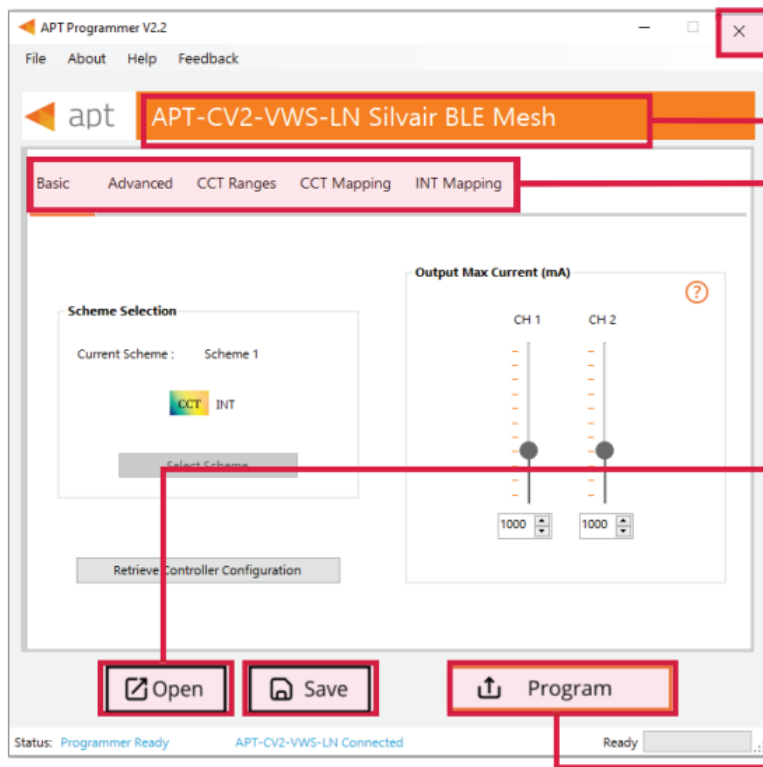 APT Programmer V2.2
File About Help Feedback
apt APT-CV2-VWS-LN Silvair BLE Mesh
Basic Advanced CCT Ranges CCT Mapping INT Mapping
Output Max Current (mA)
?
Scheme Selection
CH 1 CH 2
Current Scheme : Scheme 1
CCT INT
Select Scheme
1000 1000
Retrieve Controller Configuration
Open Save Program
Status: Programmer Ready APT-CV2-VWS-LN Connected Ready